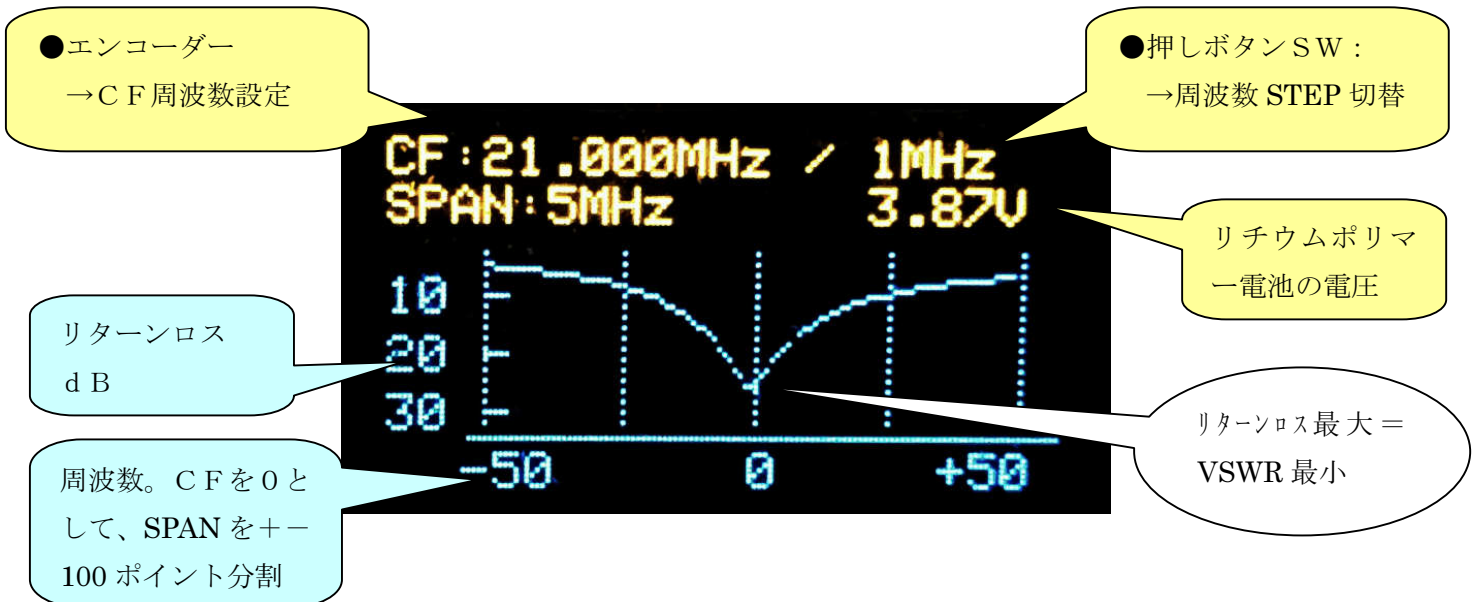 ●エンコーダー
→ＣＦ周波数設定
●押しボタンＳＷ：
→周波数 STEP 切替
CF:21.000MHz / 1MHz
SPAN:5MHz 3.87V
リチウムポリマ
ー電池の電圧
10
20
30
リターンロス
ｄＢ
ﾘﾀｰﾝﾛｽ最大＝
VSWR 最小
-50 0 +50
周波数。ＣＦを０と
して、SPAN を＋－
100 ポイント分割